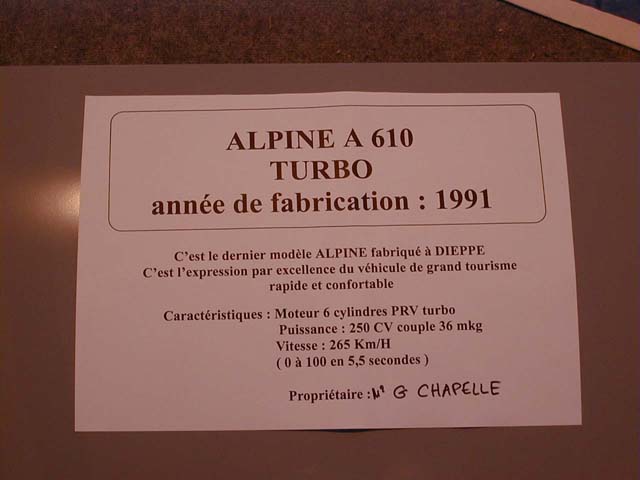 ALPINE A 610
TURBO
année de fabrication : 1991
C'est le dernier modèle ALPINE fabriqué à DIEPPE
C'est l'expression par excellence du véhicule de grand tourisme
rapide et confortable
Caractéristiques : Moteur 6 cylindres PRV turbo
Puissance : 250 CV couple 36 mkg
Vitesse : 265 Km/H
( 0 à 100 en 5,5 secondes )
Propriétaire : G CHAPELLE